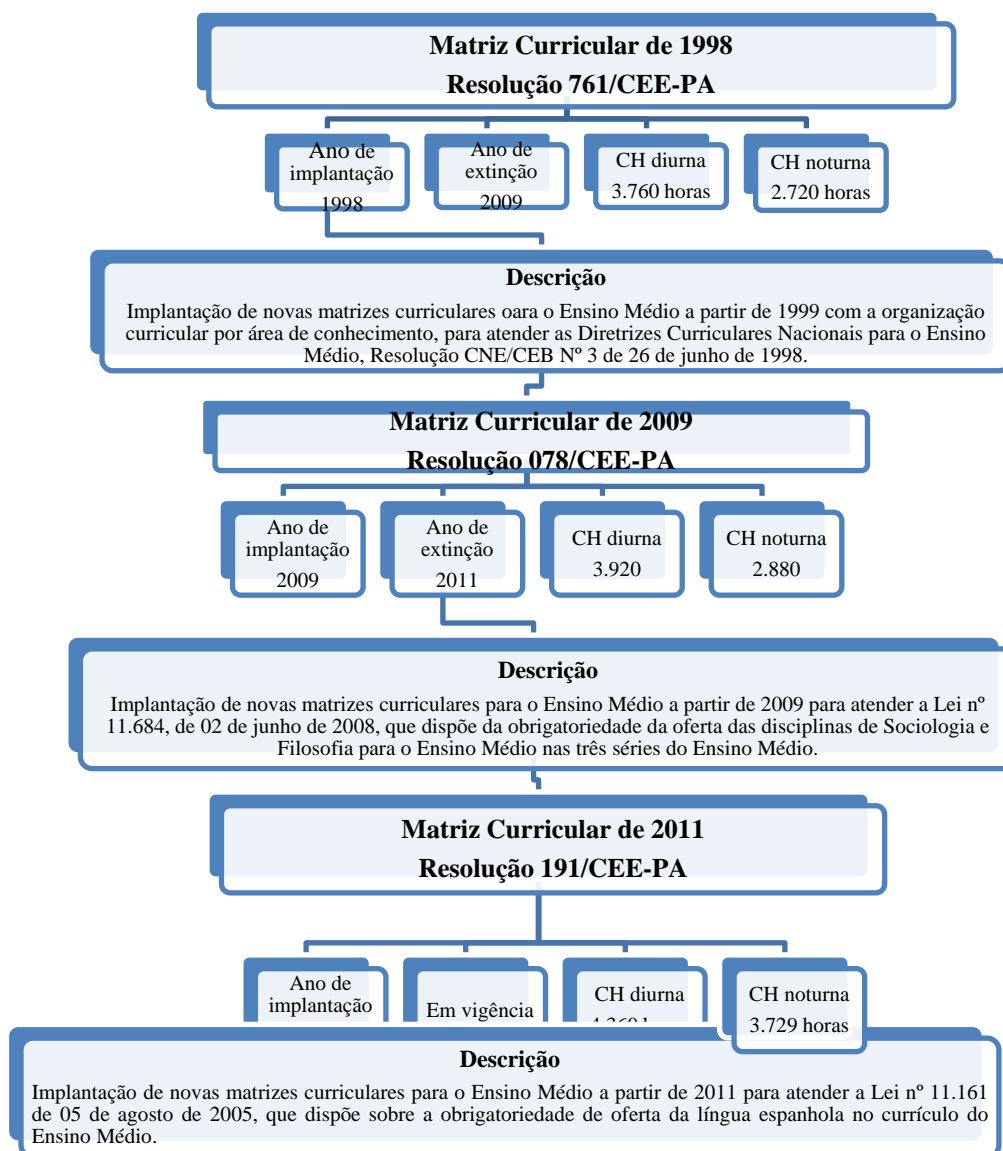 Matriz Curricular de 1998
Resolução 761/CEE-PA
Ano de
implantação
1998
Ano de
extinção
2009
CH diurna
3.760 horas
CH noturna
2.720 horas
Descrição
Implantação de novas matrizes curriculares oara o Ensino Médio a partir de 1999 com a organização
curricular por área de conhecimento, para atender as Diretrizes Curriculares Nacionais para o Ensino
Médio, Resolução CNE/CEB Nº 3 de 26 de junho de 1998.
Matriz Curricular de 2009
Resolução 078/CEE-PA
Ano de
implantação
2009
Ano de
extinção
2011
CH diurna
3.920
CH noturna
2.880
Descrição
Implantação de novas matrizes curriculares para o Ensino Médio a partir de 2009 para atender a Lei nº
11.684, de 02 de junho de 2008, que dispõe da obrigatoriedade da oferta das disciplinas de Sociologia e
Filosofia para o Ensino Médio nas três séries do Ensino Médio.
Matriz Curricular de 2011
Resolução 191/CEE-PA
Ano de
implantação
Em vigência
CH diurna
CH noturna
3.729 horas
Descrição
Implantação de novas matrizes curriculares para o Ensino Médio a partir de 2011 para atender a Lei nº 11.161
de 05 de agosto de 2005, que dispõe sobre a obrigatoriedade de oferta da língua espanhola no currículo do
Ensino Médio.